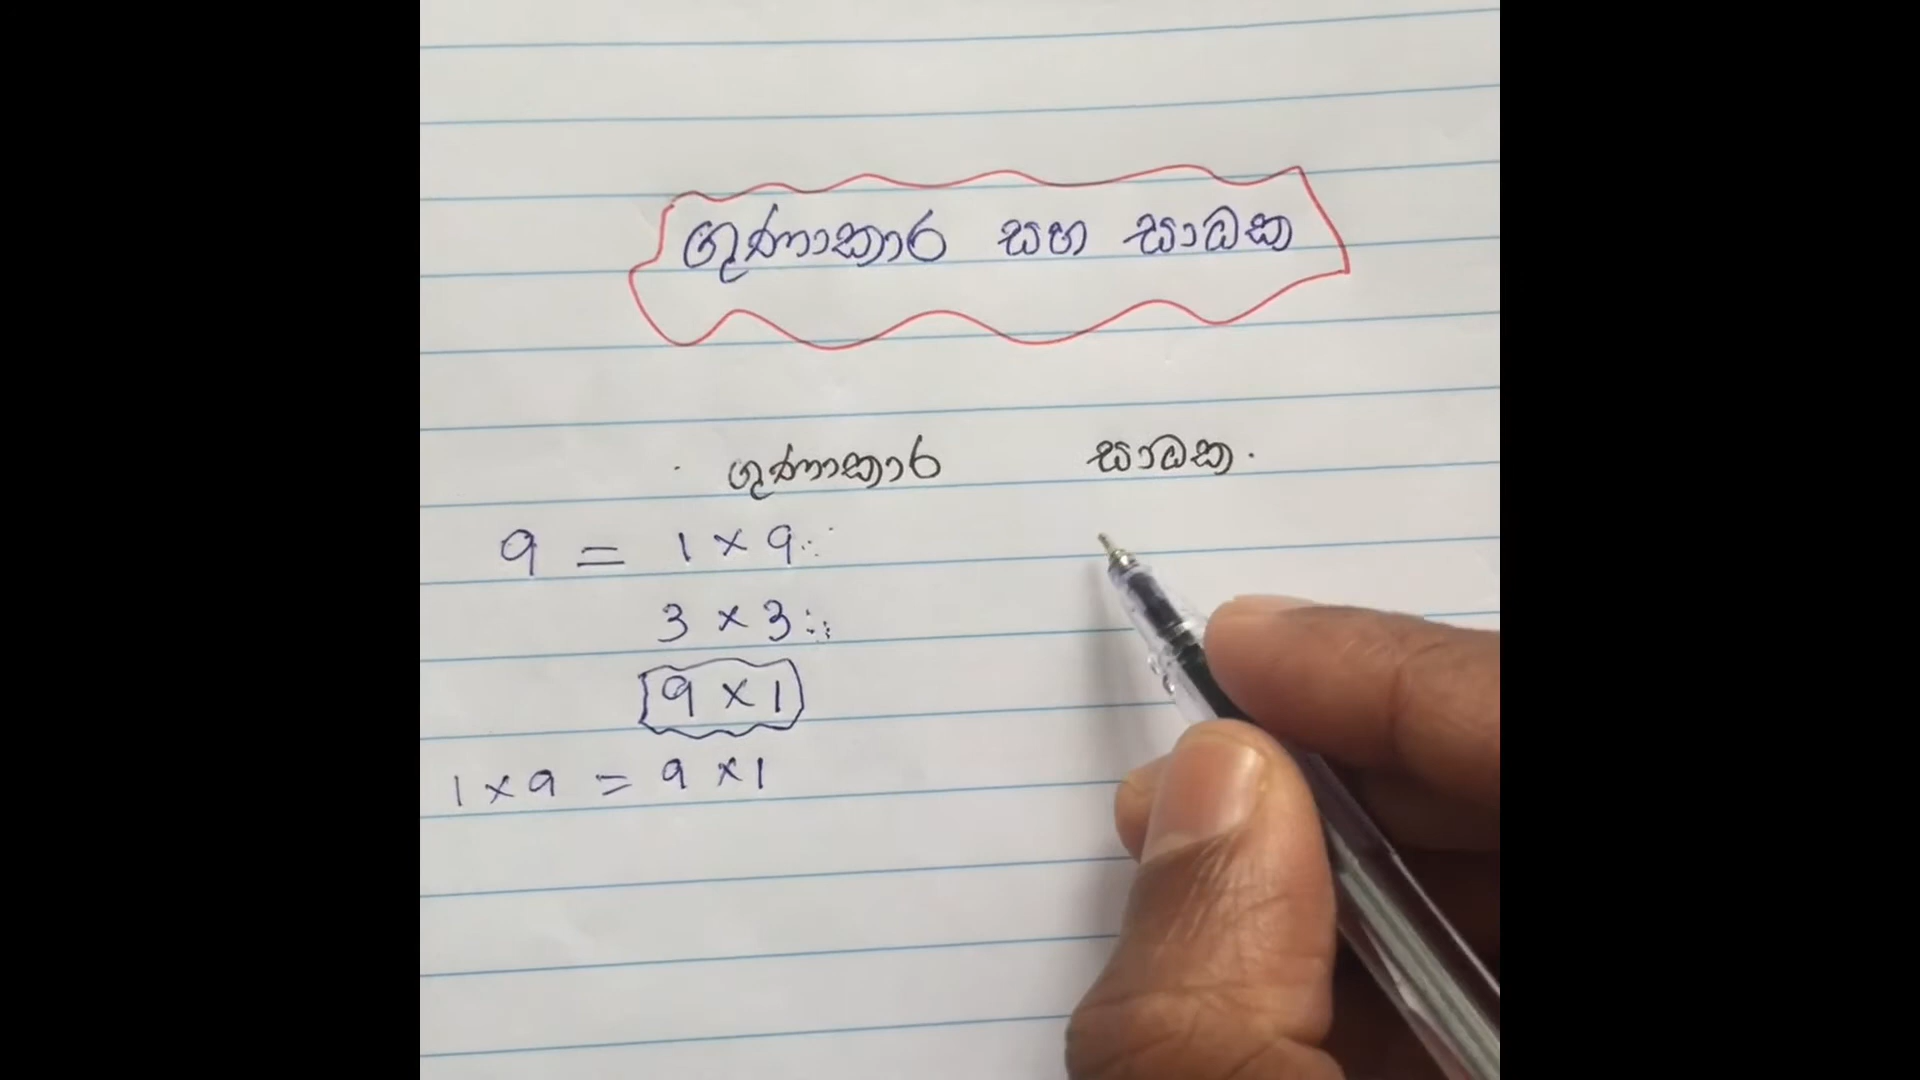 ගුණාකාර සහ සාධක
ගුණාකාර සාධක.
9 = 1 × 9
3 × 3
9 × 1
1 × 9 = 9 × 1